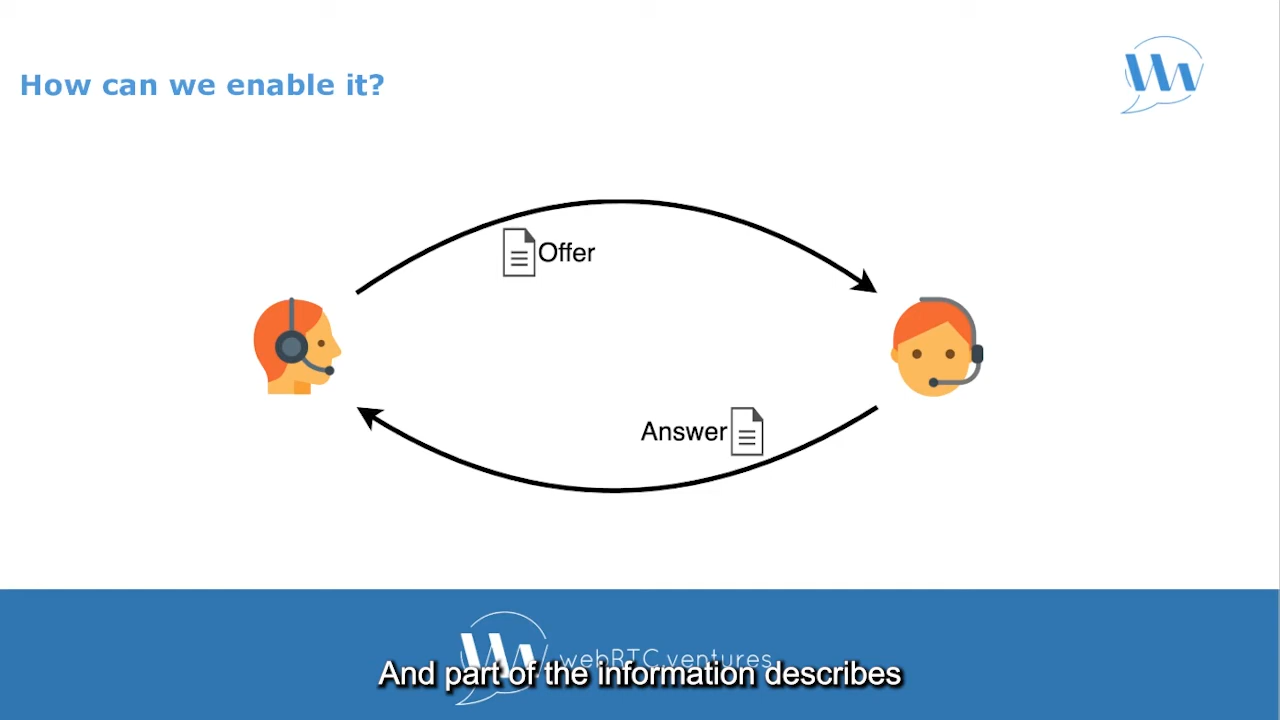 How can we enable it?
Offer
Answer
webRTC.ventures
And part of the information describes